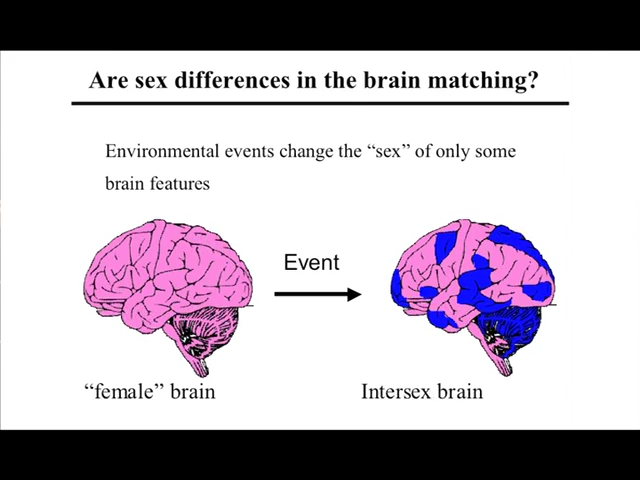 Are sex differences in the brain matching?
Environmental events change the “sex” of only some
brain features
Event
“female” brain
Intersex brain